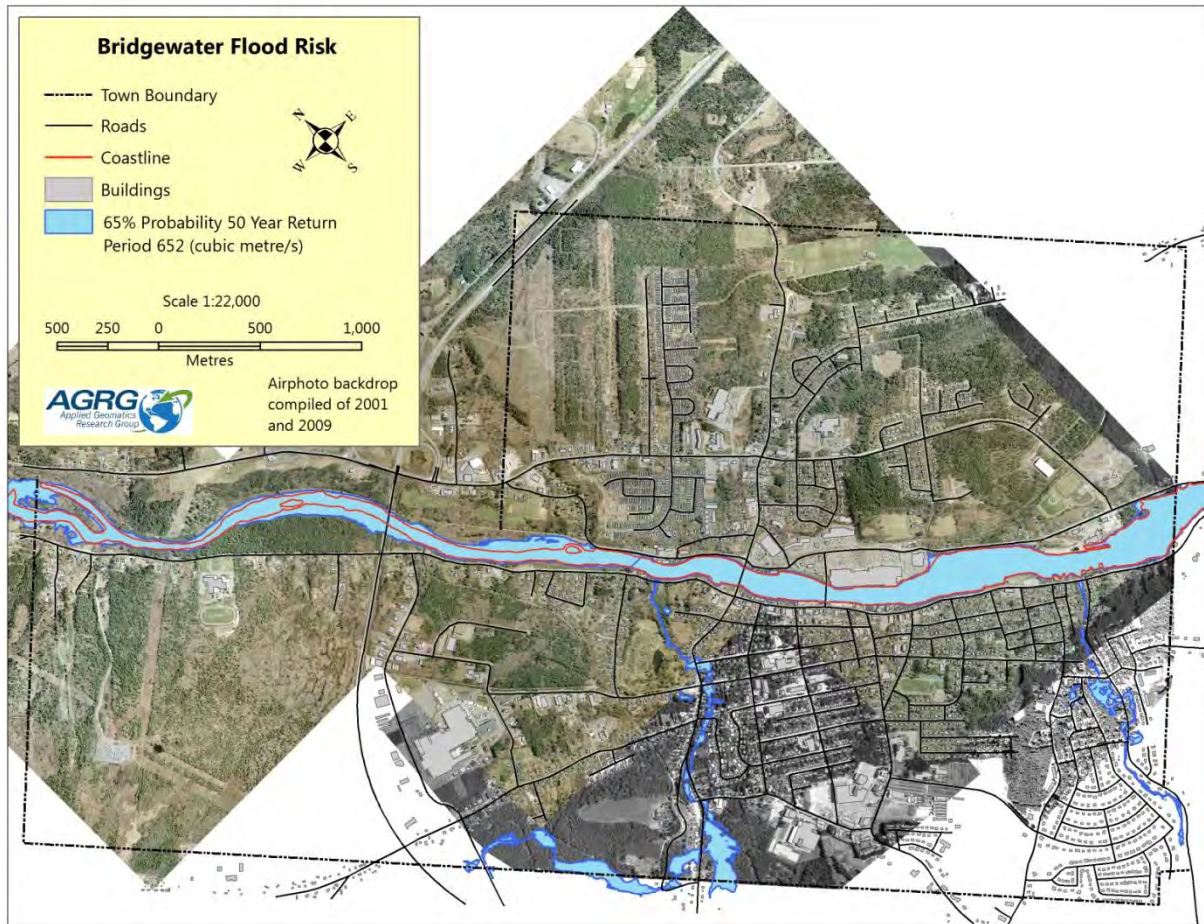 Bridgewater Flood Risk
Town Boundary
Roads
Coastline
Buildings
65% Probability 50 Year Return
Period 652 (cubic metre/s)
N
E
W
S
Scale 1:22,000
500 250 0 500 1,000
Metres
AGRG
Applied Geomatics
Research Group
Airphoto backdrop
compiled of 2001
and 2009